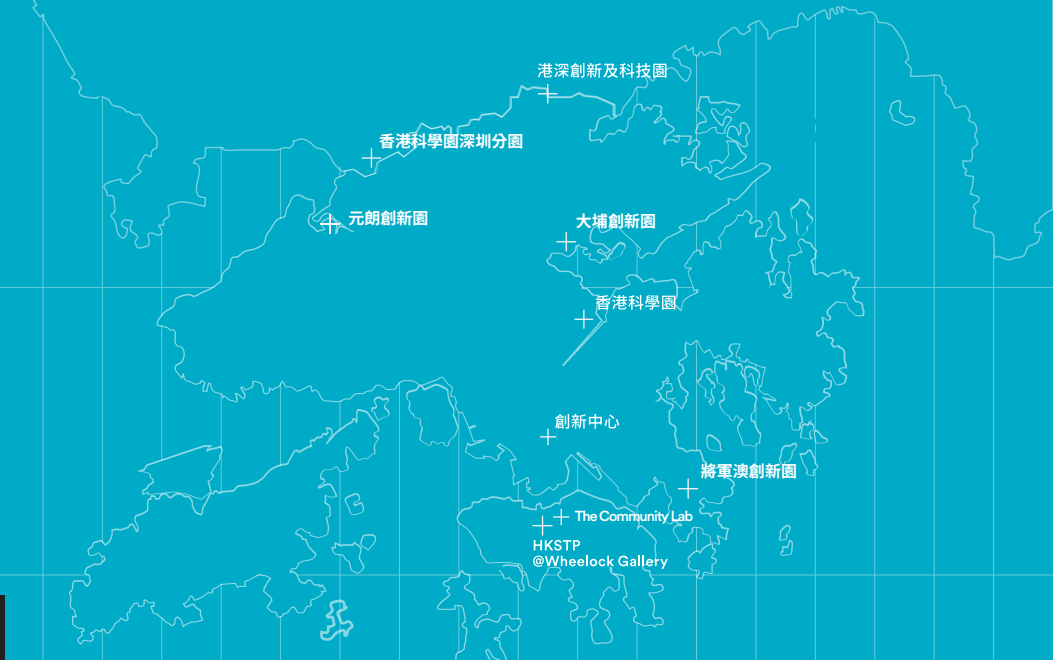 港深創新及科技園
香港科學園深圳分園
元朗創新園
大埔創新園
香港科學園
創新中心
將軍澳創新園
The Community Lab
HKSTP
@Wheelock Gallery